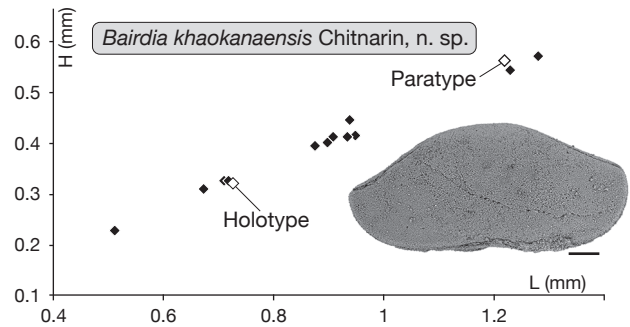 H (mm)
Bairdia khaokanaensis Chitnarin, n. sp.
0.6
Paratype
0.5
0.4
0.3
Holotype
0.2
L (mm)
0.1
0.4
0.6
0.8
1
1.2